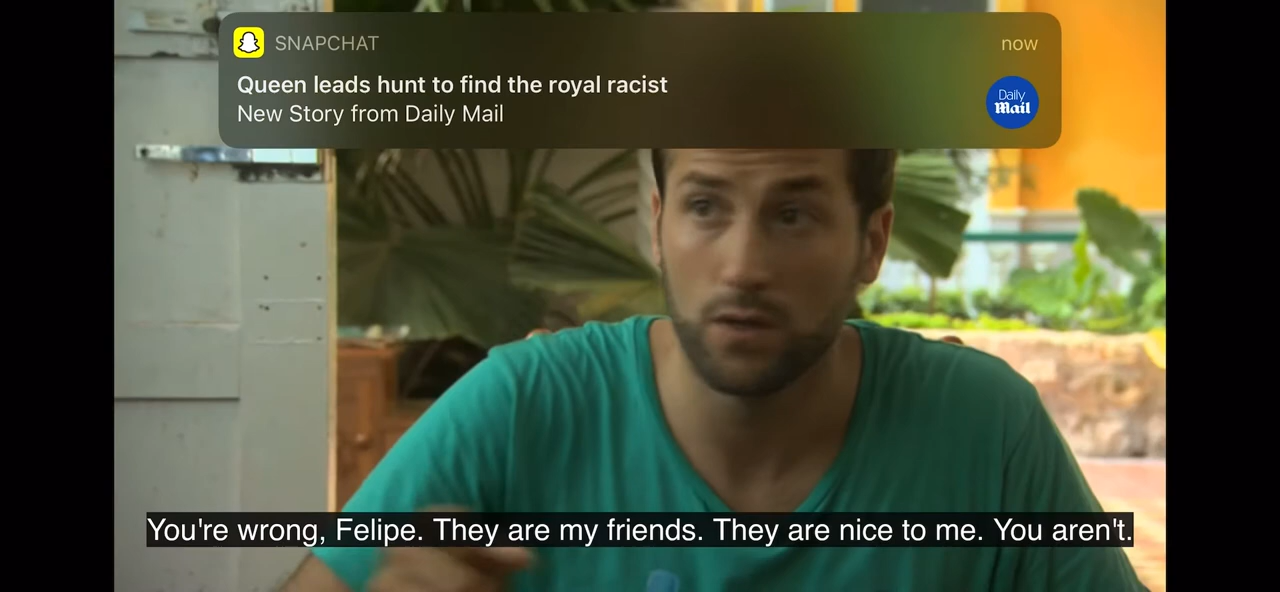 SNAPCHAT
now
Queen leads hunt to find the royal racist
New Story from Daily Mail
Daily
Mail
You're wrong, Felipe. They are my friends. They are nice to me. You aren't.